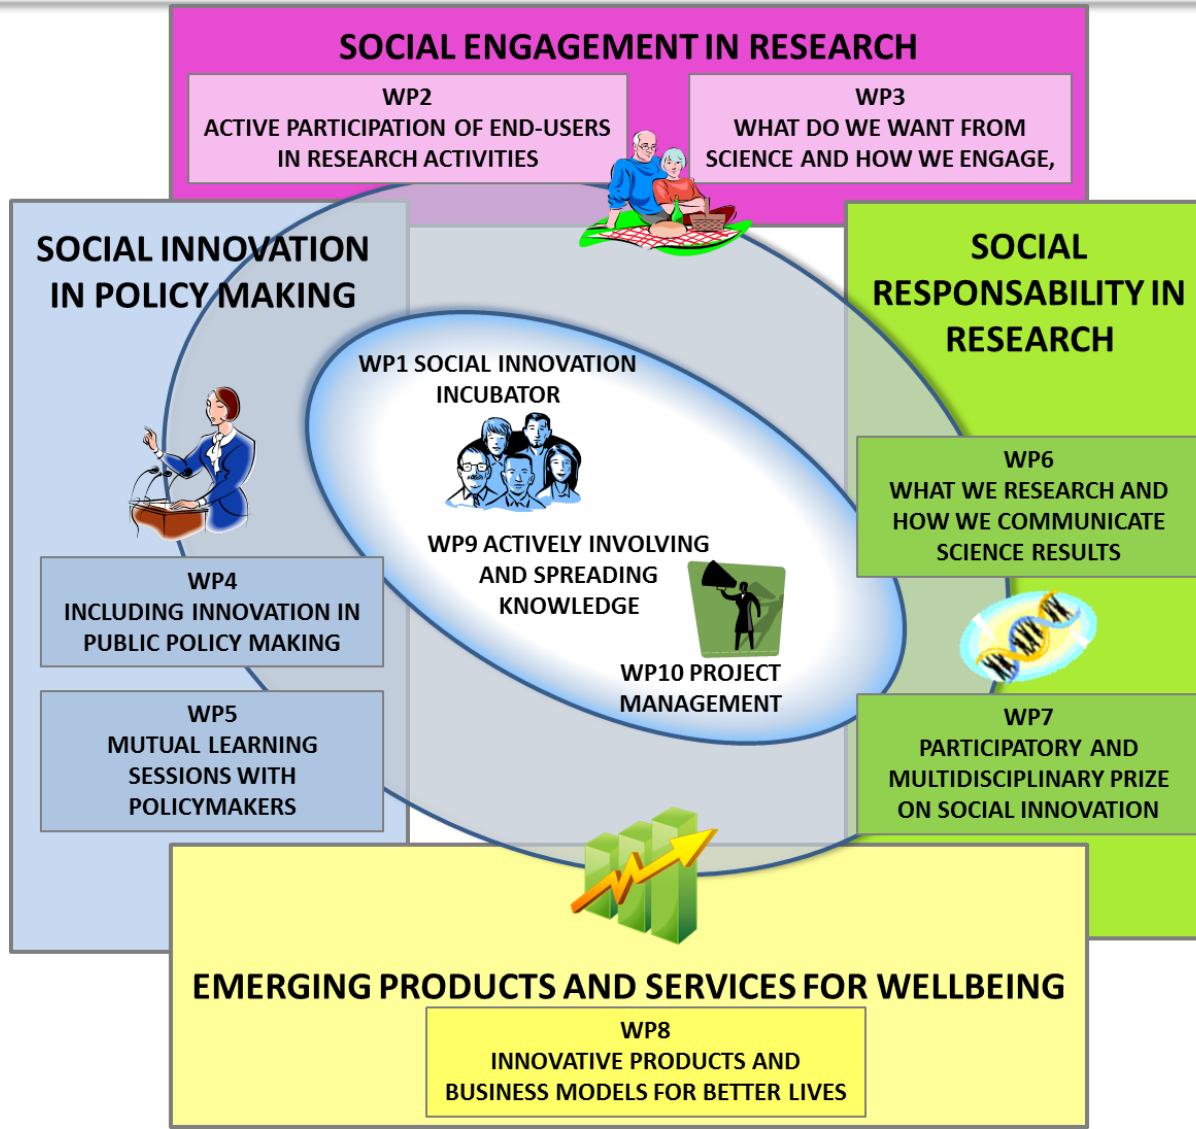 SOCIAL ENGAGEMENT IN RESEARCH
WP2
ACTIVE PARTICIPATION OF END-USERS
IN RESEARCH ACTIVITIES
WP3
WHAT DO WE WANT FROM
SCIENCE AND HOW WE ENGAGE,
SOCIAL INNOVATION
IN POLICY MAKING
SOCIAL
RESPONSABILITY IN
RESEARCH
WP1 SOCIAL INNOVATION
INCUBATOR
WP9 ACTIVELY INVOLVING
AND SPREADING
KNOWLEDGE
WP10 PROJECT
MANAGEMENT
WP4
INCLUDING INNOVATION IN
PUBLIC POLICY MAKING
WP5
MUTUAL LEARNING
SESSIONS WITH
POLICYMAKERS
WP6
WHAT WE RESEARCH AND
HOW WE COMMUNICATE
SCIENCE RESULTS
WP7
PARTICIPATORY AND
MULTIDISCIPLINARY PRIZE
ON SOCIAL INNOVATION
EMERGING PRODUCTS AND SERVICES FOR WELLBEING
WP8
INNOVATIVE PRODUCTS AND
BUSINESS MODELS FOR BETTER LIVES